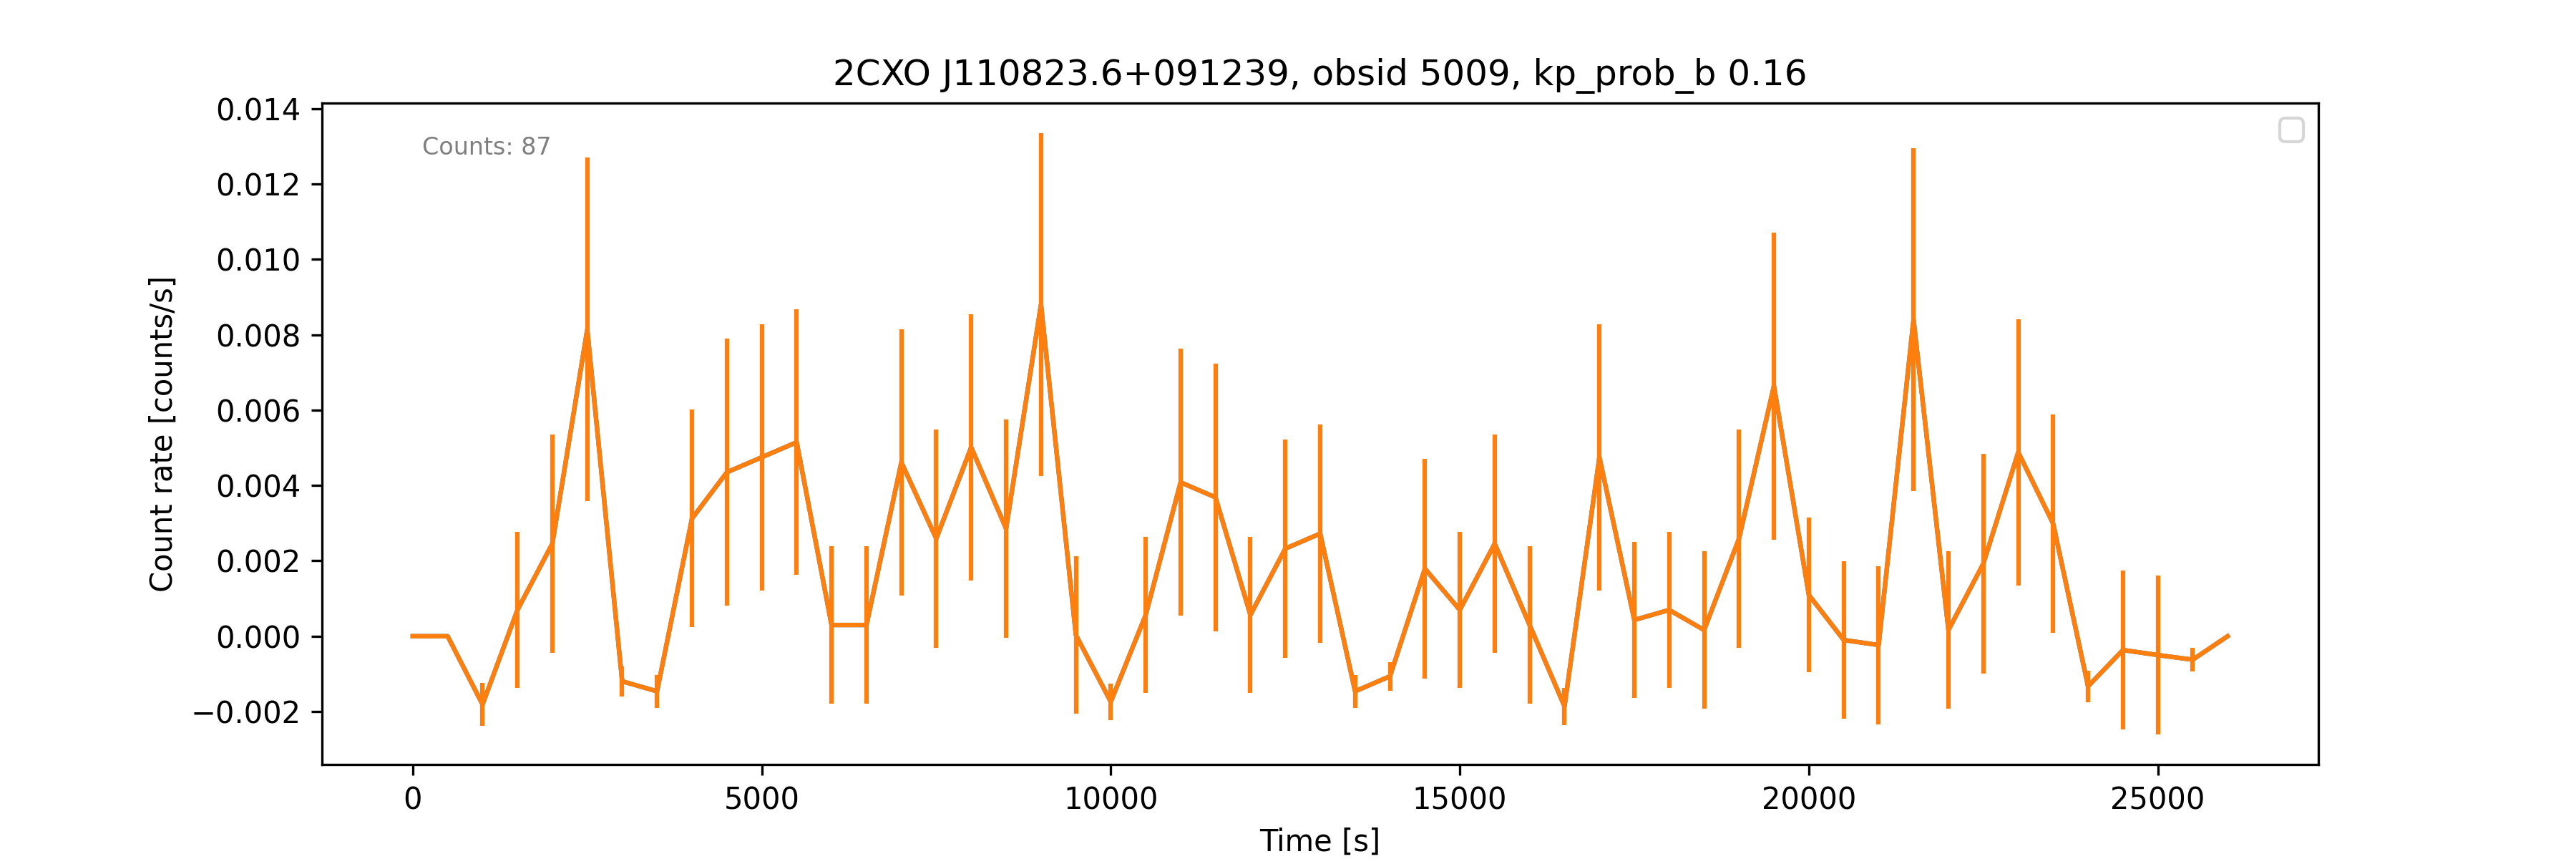 2CXO J110823.6+091239, obsid 5009, kp_prob_b 0.16
Counts: 87
Count rate [counts/s]
0.014
0.012
0.010
0.008
0.006
0.004
0.002
0.000
−0.002
0 5000 10000 15000 20000 25000
Time [s]